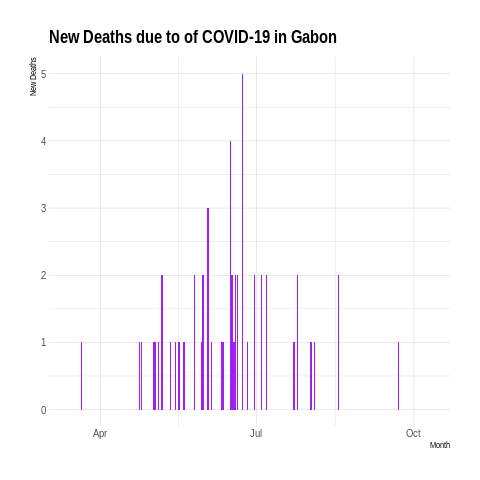 New Deaths due to of COVID-19 in Gabon
New Deaths
5
4
3
2
1
0
Apr
Jul
Oct
Month